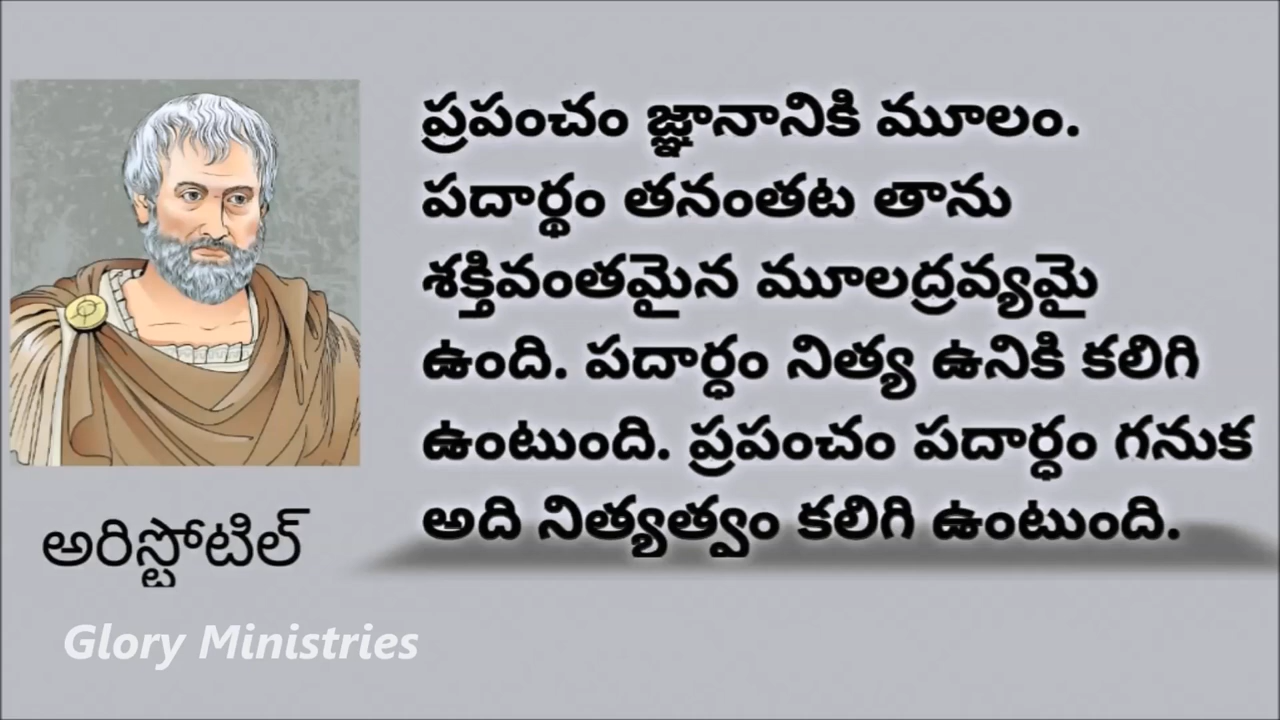 ప్రపంచం జ్ఞానానికి మూలం.
పదార్థం తనంతట తాను
శక్తివంతమైన మూలద్రవ్యమై
ఉంది. పదార్ధం నిత్య ఉనికి కలిగి
ఉంటుంది. ప్రపంచం పదార్ధం గనుక
అది నిత్యత్వం కలిగి ఉంటుంది.
అరిస్టోటిల్
Glory Ministries